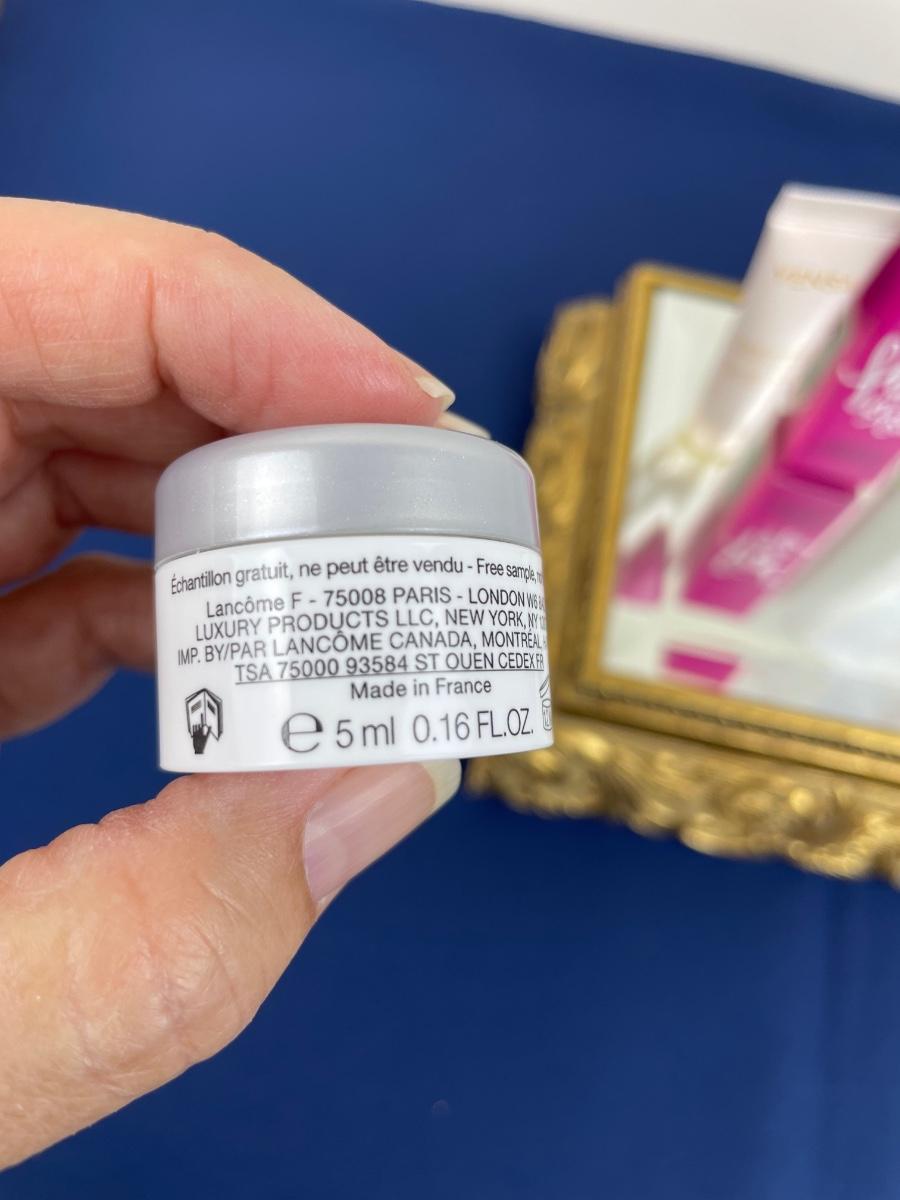 Échantillon gratuit, ne peut être vendu - Free sample,
Lancôme F - 75008 PARIS - LONDON W6
LUXURY PRODUCTS LLC, NEW YORK, NY
IMP. BY/PAR LANCÔME CANADA, MONTRÉAL
TSA 75000 93584 ST OUEN CEDEX FR
Made in France
e 5 ml 0.16 FL.OZ.